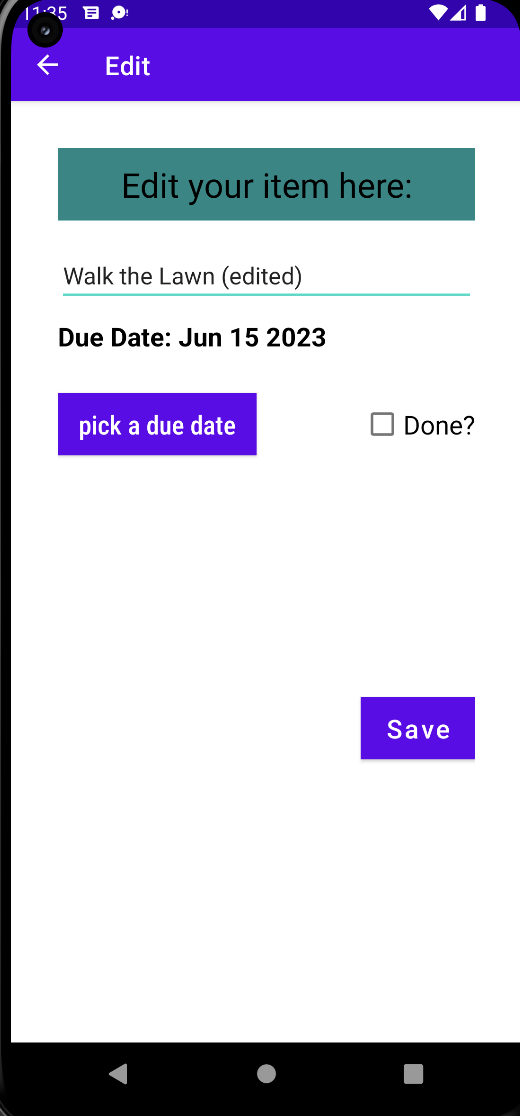 11:35
Edit
Edit your item here:
Walk the Lawn (edited)
Due Date: Jun 15 2023
pick a due date
Done?
Save